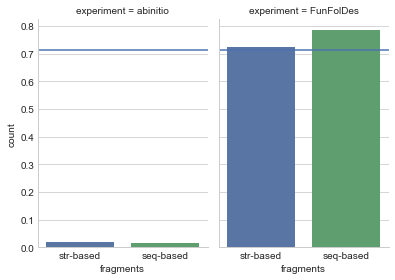 experiment = abinitio
experiment = FunFolDes
0.8
0.7
0.6
0.5
0.4
0.3
0.2
0.1
0.0
count
str-based
seq-based
str-based
seq-based
fragments
fragments